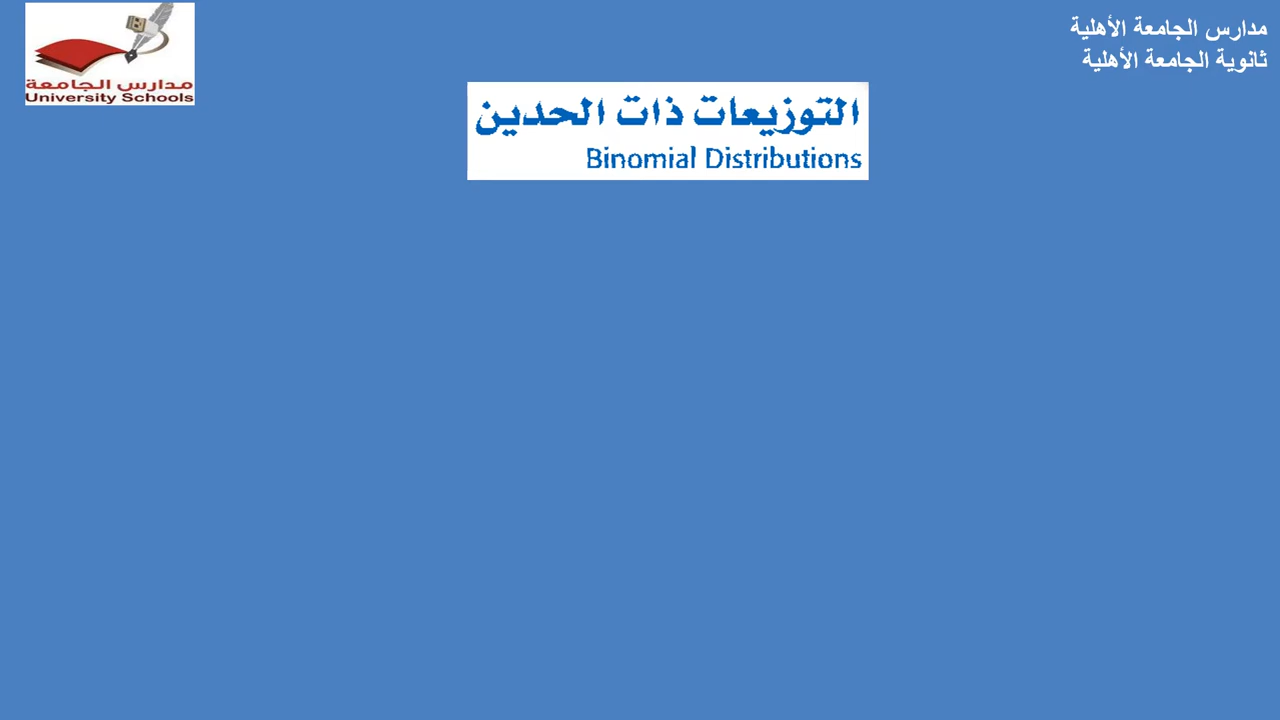 مدارس الجامعة الأهلية
ثانوية الجامعة الأهلية
مدارس الجامعة
University Schools
التوزيعات ذات الحدين
Binomial Distributions